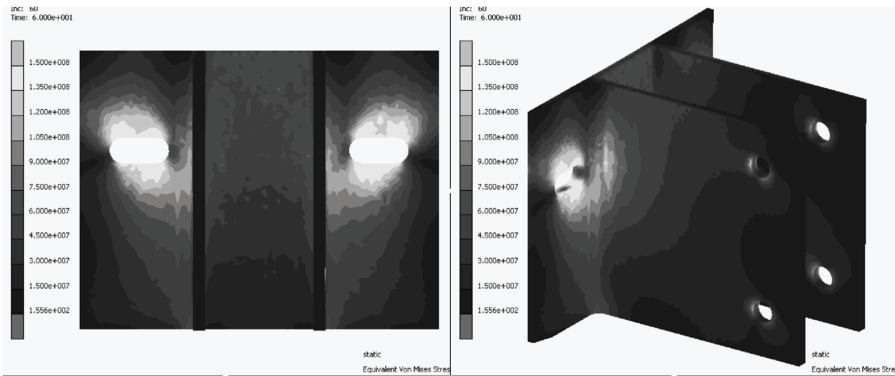 Inc: 60
Time: 6.000e+001
1.500e+008
1.350e+008
1.200e+008
1.050e+008
9.000e+007
7.500e+007
6.000e+007
4.500e+007
3.000e+007
1.500e+007
1.556e+002
static
Equivalent Von Mises Stres
Inc: 60
Time: 6.000e+001
1.500e+008
1.350e+008
1.200e+008
1.050e+008
9.000e+007
7.500e+007
6.000e+007
4.500e+007
3.000e+007
1.500e+007
1.556e+002
static
Equivalent Von Mises Stre